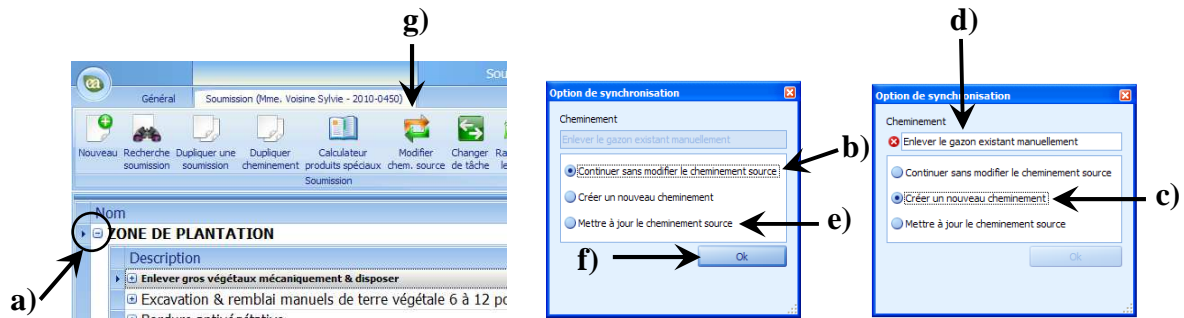 g)
d)
ea
Sou
Général Soumission (Mme. Voisine Sylvie - 2010-0450)
Nouveau Recherche soumission Dupliquer une soumission Dupliquer cheminement Calculateur produits spéciaux Modifier chem. source Changer de tâche
Soumission
Nom
ZONE DE PLANTATION
Description
Enlever gros végétaux mécaniquement & disposer
Excavation & remblai manuels de terre végétale 6 à 12 po
Bordure antivégétative
a)
Option de synchronisation
Cheminement
Enlever le gazon existant manuellement
Continuer sans modifier le cheminement source
b)
Créer un nouveau cheminement
Mettre à jour le cheminement source
e)
f)
Ok
Option de synchronisation
Cheminement
Enlever le gazon existant manuellement
Continuer sans modifier le cheminement source
Créer un nouveau cheminement
c)
Mettre à jour le cheminement source
Ok